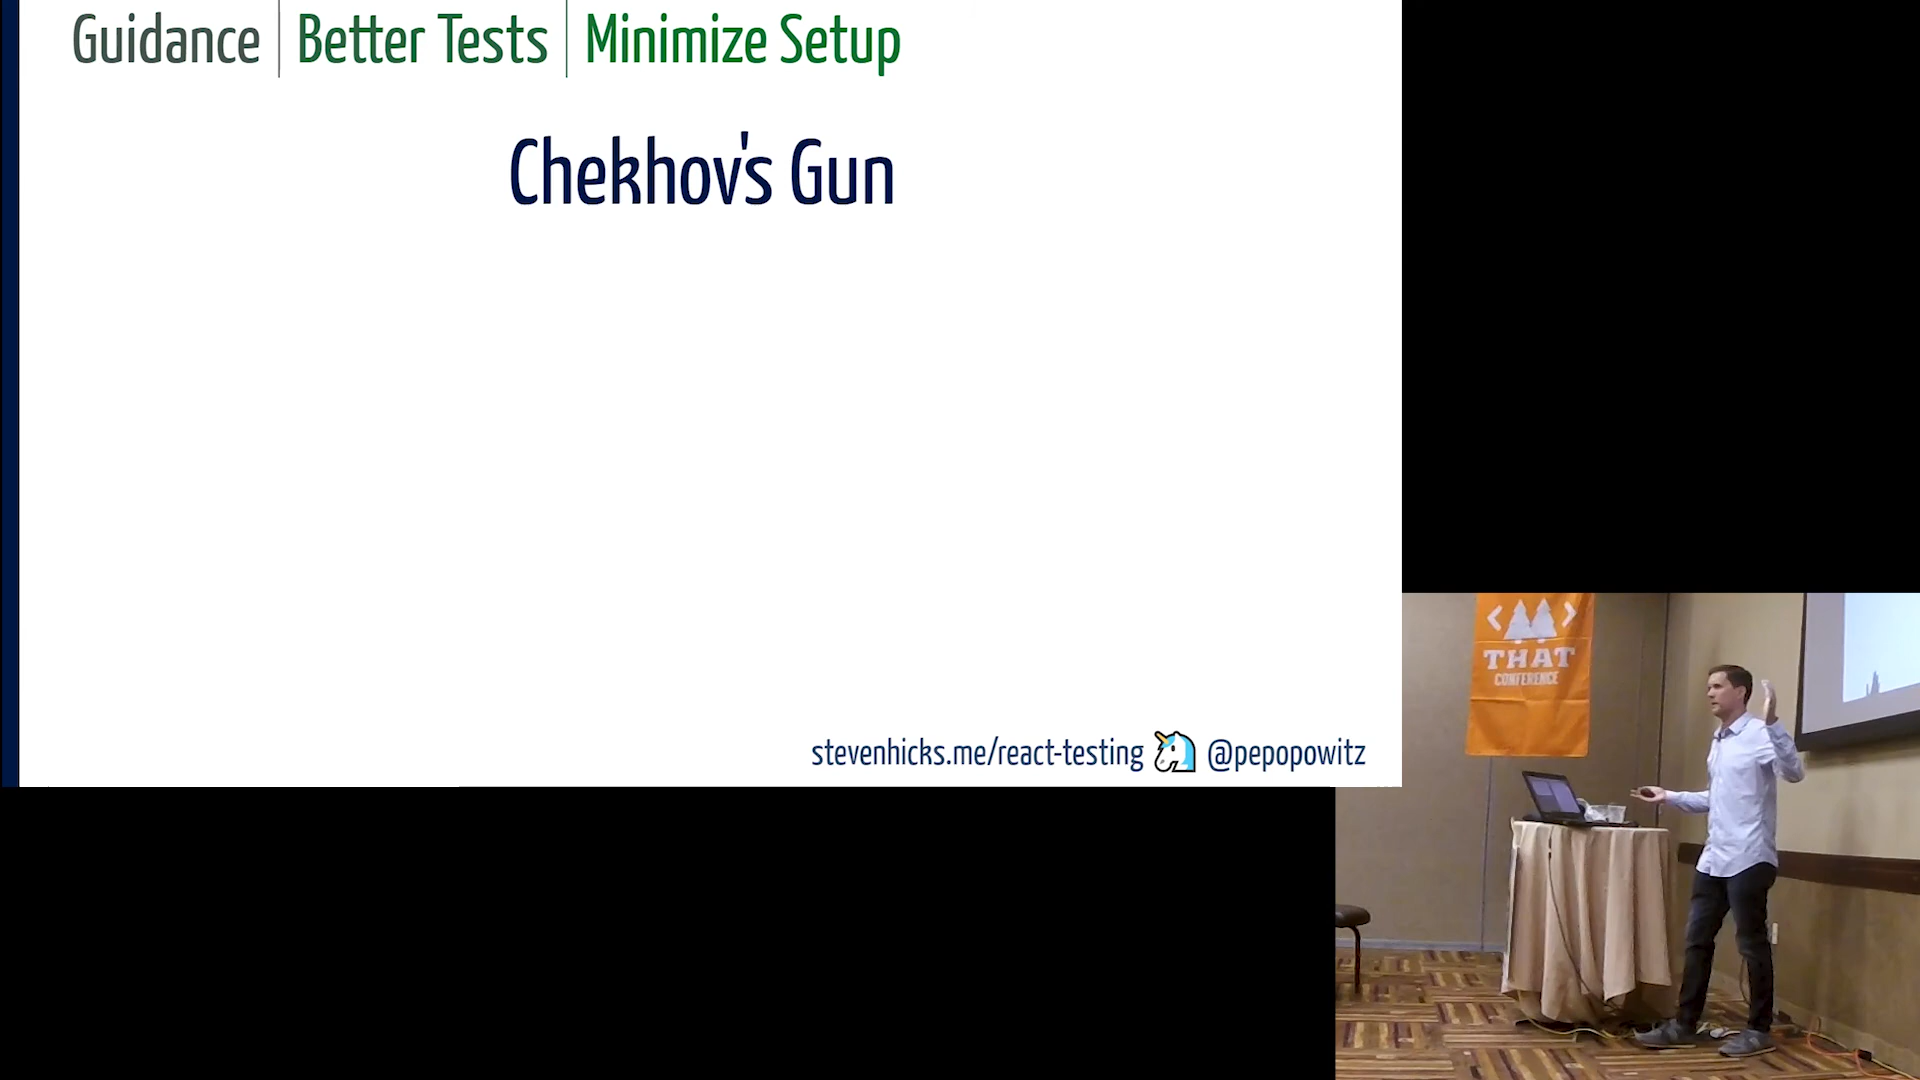 Guidance | Better Tests | Minimize Setup
Chekhov's Gun
stevenhicks.me/react-testing @pepopowitz
< >
THAT
CONFERENCE